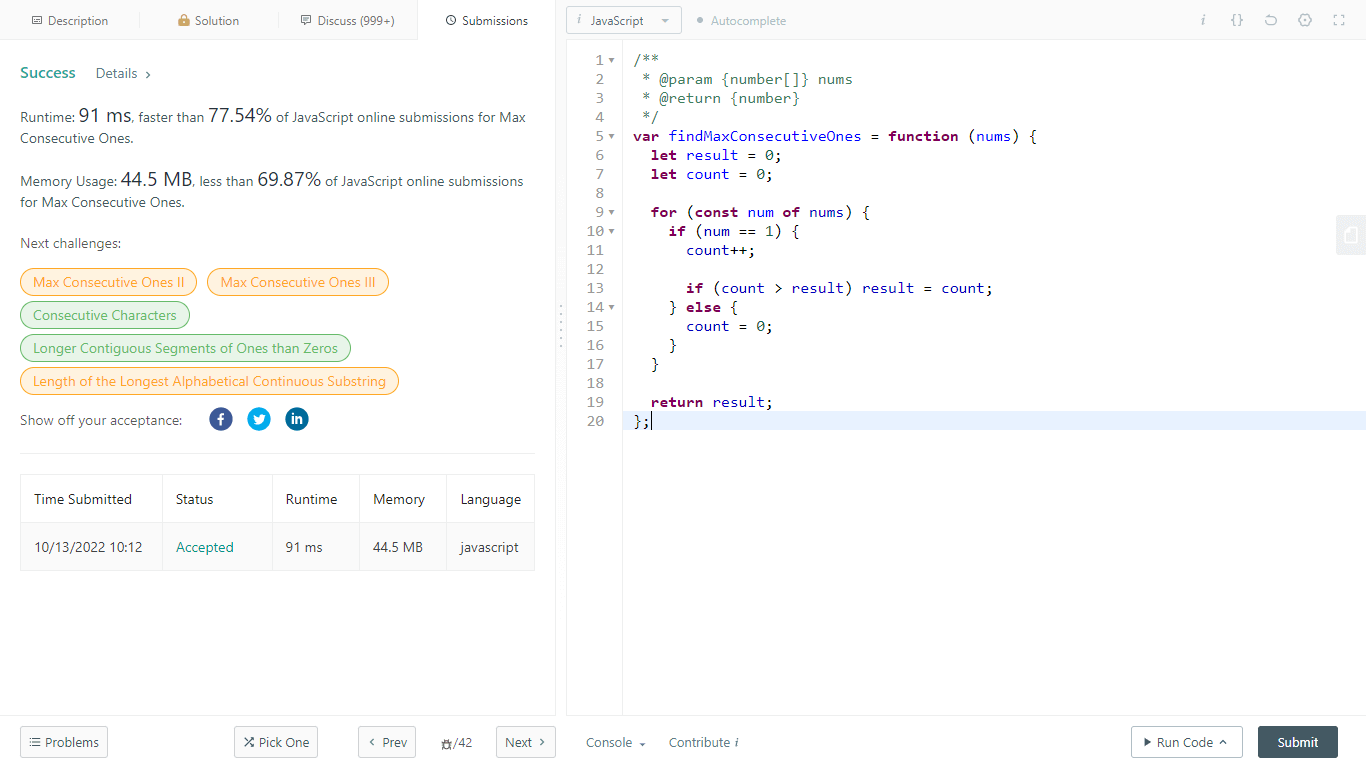 Description
Solution
Discuss (999+)
Submissions
i JavaScript
Autocomplete
i {}
Success Details
Runtime: 91 ms, faster than 77.54% of JavaScript online submissions for Max
Consecutive Ones.
Memory Usage: 44.5 MB, less than 69.87% of JavaScript online submissions
for Max Consecutive Ones.
Next challenges:
Max Consecutive Ones II
Max Consecutive Ones III
Consecutive Characters
Longer Contiguous Segments of Ones than Zeros
Length of the Longest Alphabetical Continuous Substring
Show off your acceptance: f in
Time Submitted Status Runtime Memory Language
10/13/2022 10:12 Accepted 91 ms 44.5 MB javascript
1 /**
2  * @param {number[]} nums
3  * @return {number}
4  */
5 var findMaxConsecutiveOnes = function (nums) {
6   let result = 0;
7   let count = 0;
8
9   for (const num of nums) {
10     if (num == 1) {
11       count++;
12
13       if (count > result) result = count;
14     } else {
15       count = 0;
16     }
17   }
18
19   return result;
20 };
Problems
Pick One
Prev
/42
Next
Console
Contribute i
Run Code
Submit